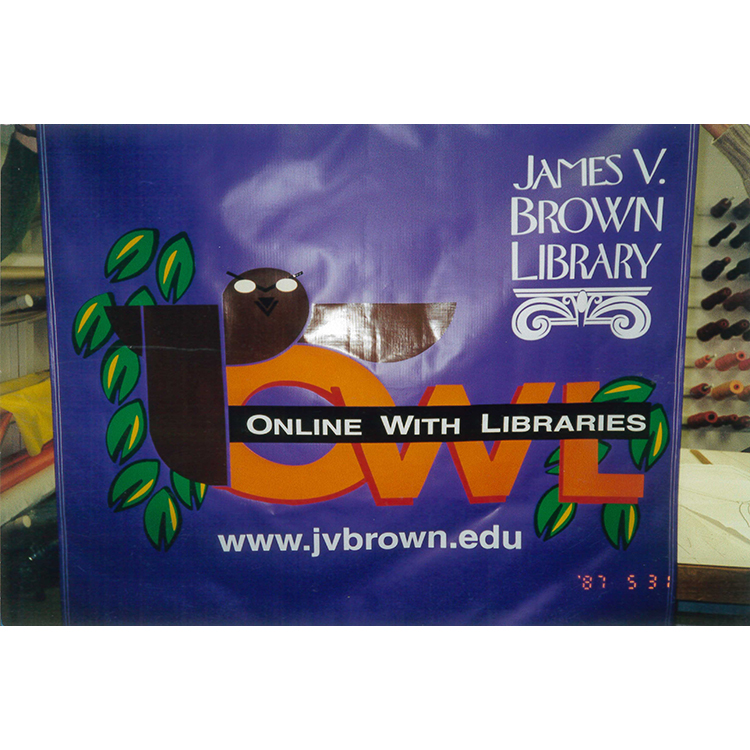 JAMES V.
BROWN
LIBRARY
OWL
ONLINE WITH LIBRARIES
www.jvbrown.edu
'87 5 31